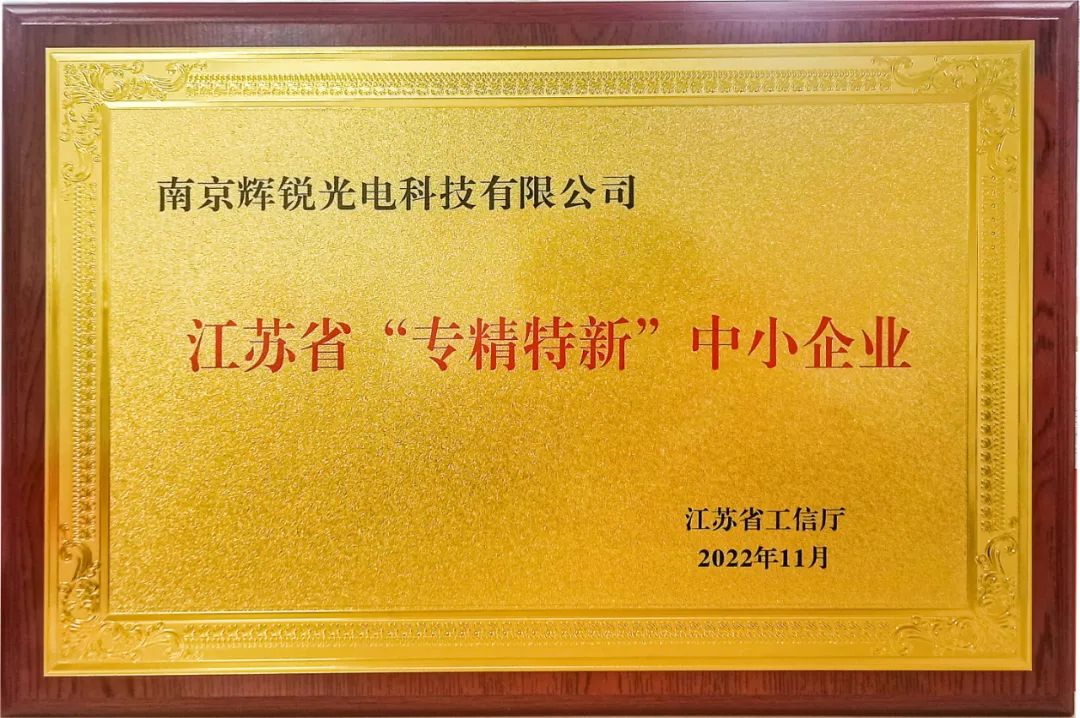 南京辉锐光电科技有限公司
江苏省“专精特新”中小企业
江苏省工信厅
2022年11月